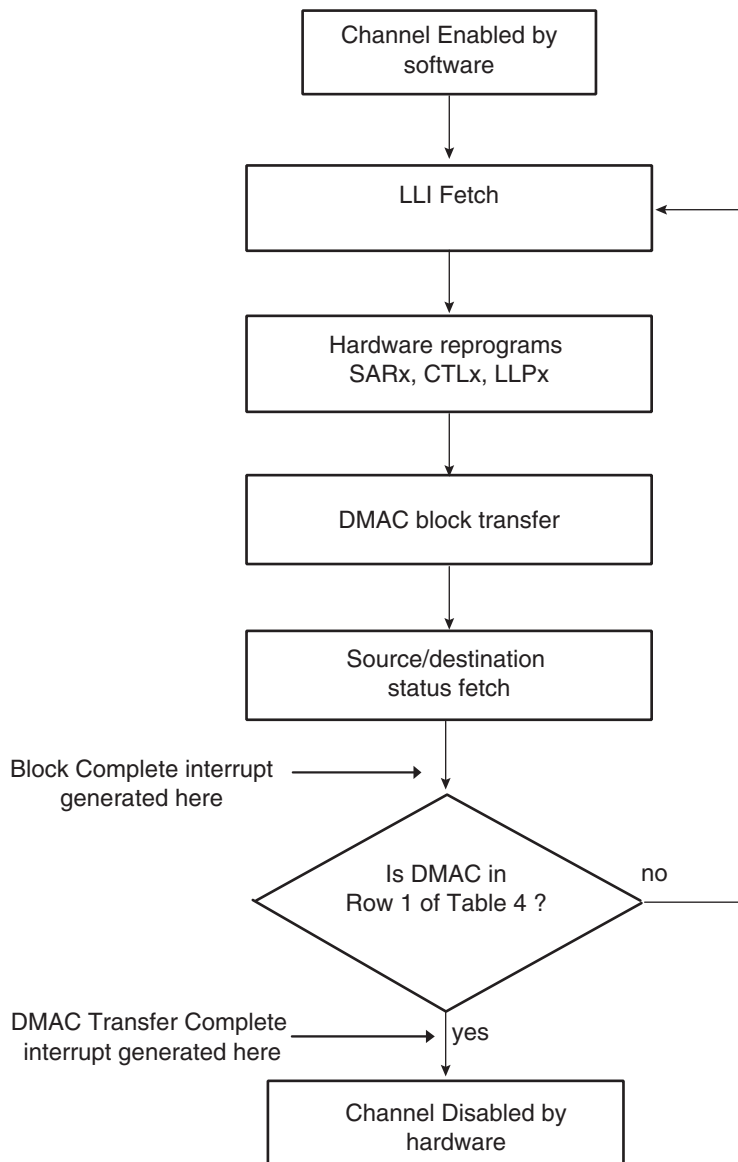 Channel Enabled by
software
LLI Fetch
Hardware reprograms
SARx, CTLx, LLPx
DMAC block transfer
Source/destination
status fetch
Block Complete interrupt
generated here
Is DMAC in
Row 1 of Table 4 ?
no
DMAC Transfer Complete
interrupt generated here
yes
Channel Disabled by
hardware